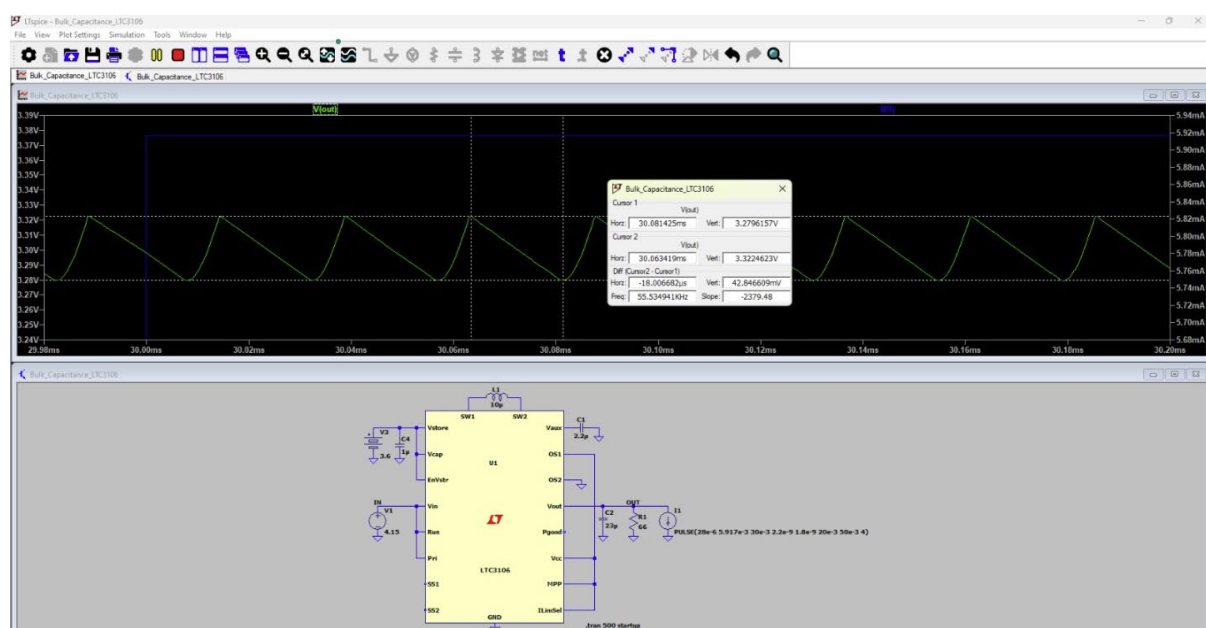 LTspice - Bulk_Capacitance_LTC3106
File View Plot Settings Simulation Tools Window Help
Bulk_Capacitance_LTC3106 Bulk_Capacitance_LTC3106
Bulk_Capacitance_LTC3106
V(out)
I(I1)
3.39V
3.38V
3.37V
3.36V
3.35V
3.34V
3.33V
3.32V
3.31V
3.30V
3.29V
3.28V
3.27V
3.26V
3.25V
3.24V
5.94mA
5.92mA
5.90mA
5.88mA
5.86mA
5.84mA
5.82mA
5.80mA
5.78mA
5.76mA
5.74mA
5.72mA
5.70mA
5.68mA
29.98ms 30.00ms 30.02ms 30.04ms 30.06ms 30.08ms 30.10ms 30.12ms 30.14ms 30.16ms 30.18ms 30.20ms
Bulk_Capacitance_LTC3106
Cursor 1
V(out)
Horz: 30.081425ms Vert: 3.2796157V
Cursor 2
V(out)
Horz: 30.063419ms Vert: 3.3224623V
Diff (Cursor2 - Cursor1)
Horz: -18.006682µs Vert: 42.846609mV
Freq: 55.534941KHz Slope: -2379.48
Bulk_Capacitance_LTC3106
L1
10µ
SW1 SW2
V3
3.6
C4
1µ
Vstore
Vcap
EnVstr
IN
V1
4.15
Vin
Run
Pri
SS1
SS2
U1
LTC3106
GND
Vaux
C1
2.2µ
OS1
OS2
Vout
OUT
C2
23µ
R1
66
I1
PULSE(28e-6 5.917e-3 30e-3 2.2e-9 1.8e-9 20e-3 50e-3 4)
Pgood
Vcc
MPP
ILimSel
.tran 500 startup